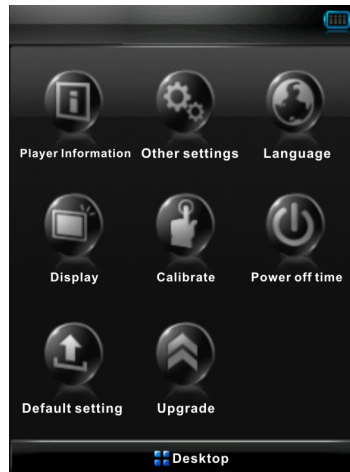 Player Information
Other settings
Language
Display
Calibrate
Power off time
Default setting
Upgrade
Desktop